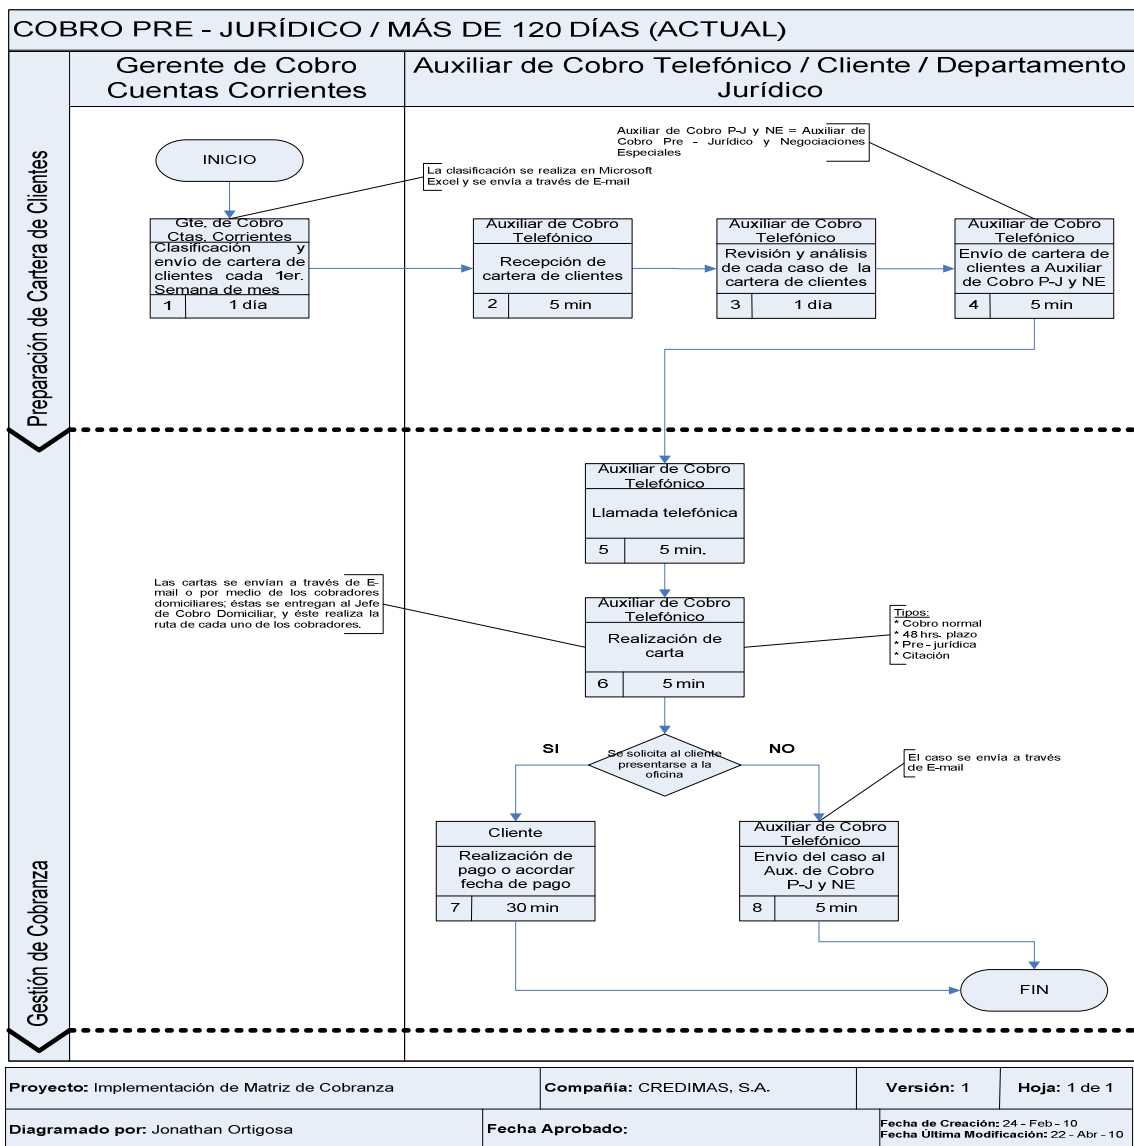 COBRO PRE - JURÍDICO / MÁS DE 120 DÍAS (ACTUAL)
Gerente de Cobro
Cuentas Corrientes
Auxiliar de Cobro Telefónico / Cliente / Departamento
Jurídico
Preparación de Cartera de Clientes
INICIO
La clasificación se realiza en Microsoft
Excel y se envía a través de E-mail
Auxiliar de Cobro P-J y NE = Auxiliar de
Cobro Pre - Jurídico y Negociaciones
Especiales
Gte. de Cobro
Ctas. Corrientes
Clasificación y
envío de cartera de
clientes cada 1er.
Semana de mes
1 1 día
Auxiliar de Cobro
Telefónico
Recepción de
cartera de clientes
2 5 min
Auxiliar de Cobro
Telefónico
Revisión y análisis
de cada caso de la
cartera de clientes
3 1 día
Auxiliar de Cobro
Telefónico
Envío de cartera de
clientes a Auxiliar
de Cobro P-J y NE
4 5 min
Gestión de Cobranza
Auxiliar de Cobro
Telefónico
Llamada telefónica
5 5 min.
Las cartas se envían a través de E-
mail o por medio de los cobradores
domiciliares; éstas se entregan al Jefe
de Cobro Domiciliar, y éste realiza la
ruta de cada uno de los cobradores.
Auxiliar de Cobro
Telefónico
Realización de
carta
6 5 min
Tipos:
* Cobro normal
* 48 hrs. plazo
* Pre - jurídica
* Citación
Se solicita al cliente
presentarse a la
oficina
SI
NO
El caso se envía a través
de E-mail
Cliente
Realización de
pago o acordar
fecha de pago
7 30 min
Auxiliar de Cobro
Telefónico
Envío del caso al
Aux. de Cobro
P-J y NE
8 5 min
FIN
Proyecto: Implementación de Matriz de Cobranza
Compañía: CREDIMAS, S.A.
Versión: 1
Hoja: 1 de 1
Diagramado por: Jonathan Ortigosa
Fecha Aprobado:
Fecha de Creación: 24 - Feb - 10
Fecha Última Modificación: 22 - Abr - 10